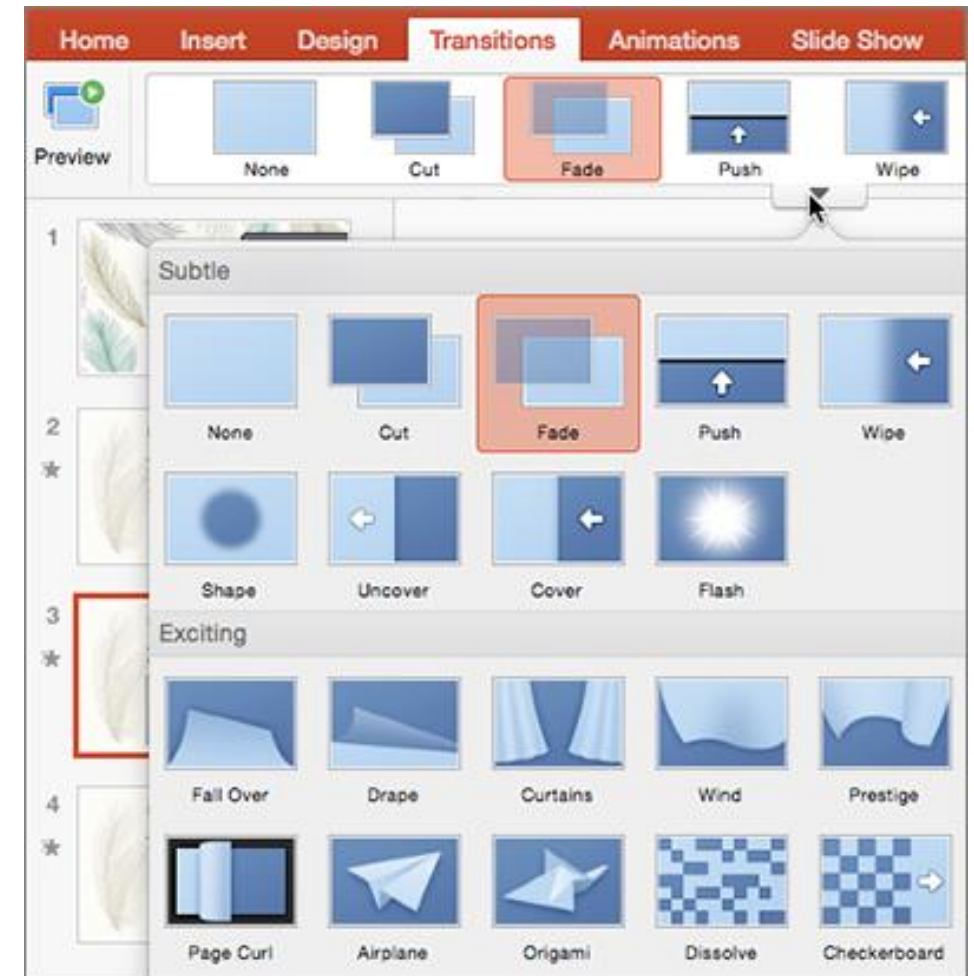 Home Insert Design Transitions Animations Slide Show
Preview
None Cut Fade Push Wipe
1
Subtle
None Cut Fade Push Wipe
2
Shape Uncover Cover Flash
3
Exciting
Fall Over Drape Curtains Wind Prestige
4
Page Curl Airplane Origami Dissolve Checkerboard